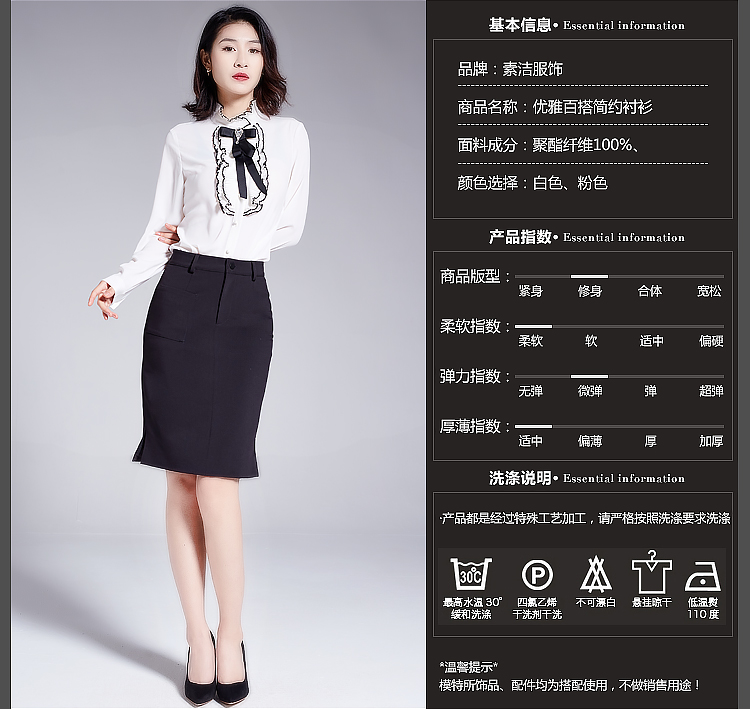 基本信息• Essential information
品牌：素洁服饰
商品名称：优雅百搭简约衬衫
面料成分：聚酯纤维100%、
颜色选择：白色、粉色
产品指数• Essential information
商品版型：
紧身 修身 合体 宽松
柔软指数：
柔软 软 适中 偏硬
弹力指数：
无弹 微弹 弹 超弹
厚薄指数：
适中 偏薄 厚 加厚
洗涤说明• Essential information
·产品都是经过特殊工艺加工，请严格按照洗涤要求洗涤
30℃
P
最高水温 30°
缓和洗涤
四氯乙烯
干洗剂干洗
不可漂白
悬挂晾干
低温熨
110 度
*温馨提示*
模特所饰品、配件均为搭配使用，不做销售用途！